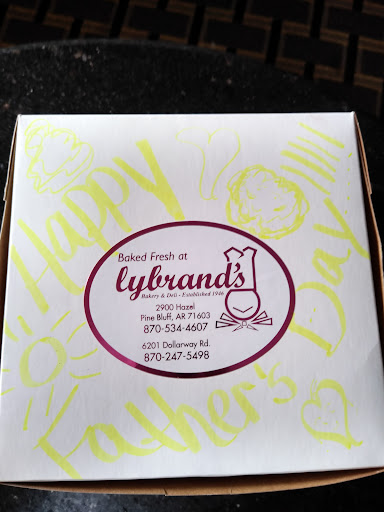 Happy
Father's
Day
Baked Fresh at
lybrand's
Bakery & Deli - Established 1946
2900 Hazel
Pine Bluff, AR 71603
870-534-4607
6201 Dollarway Rd.
870-247-5498